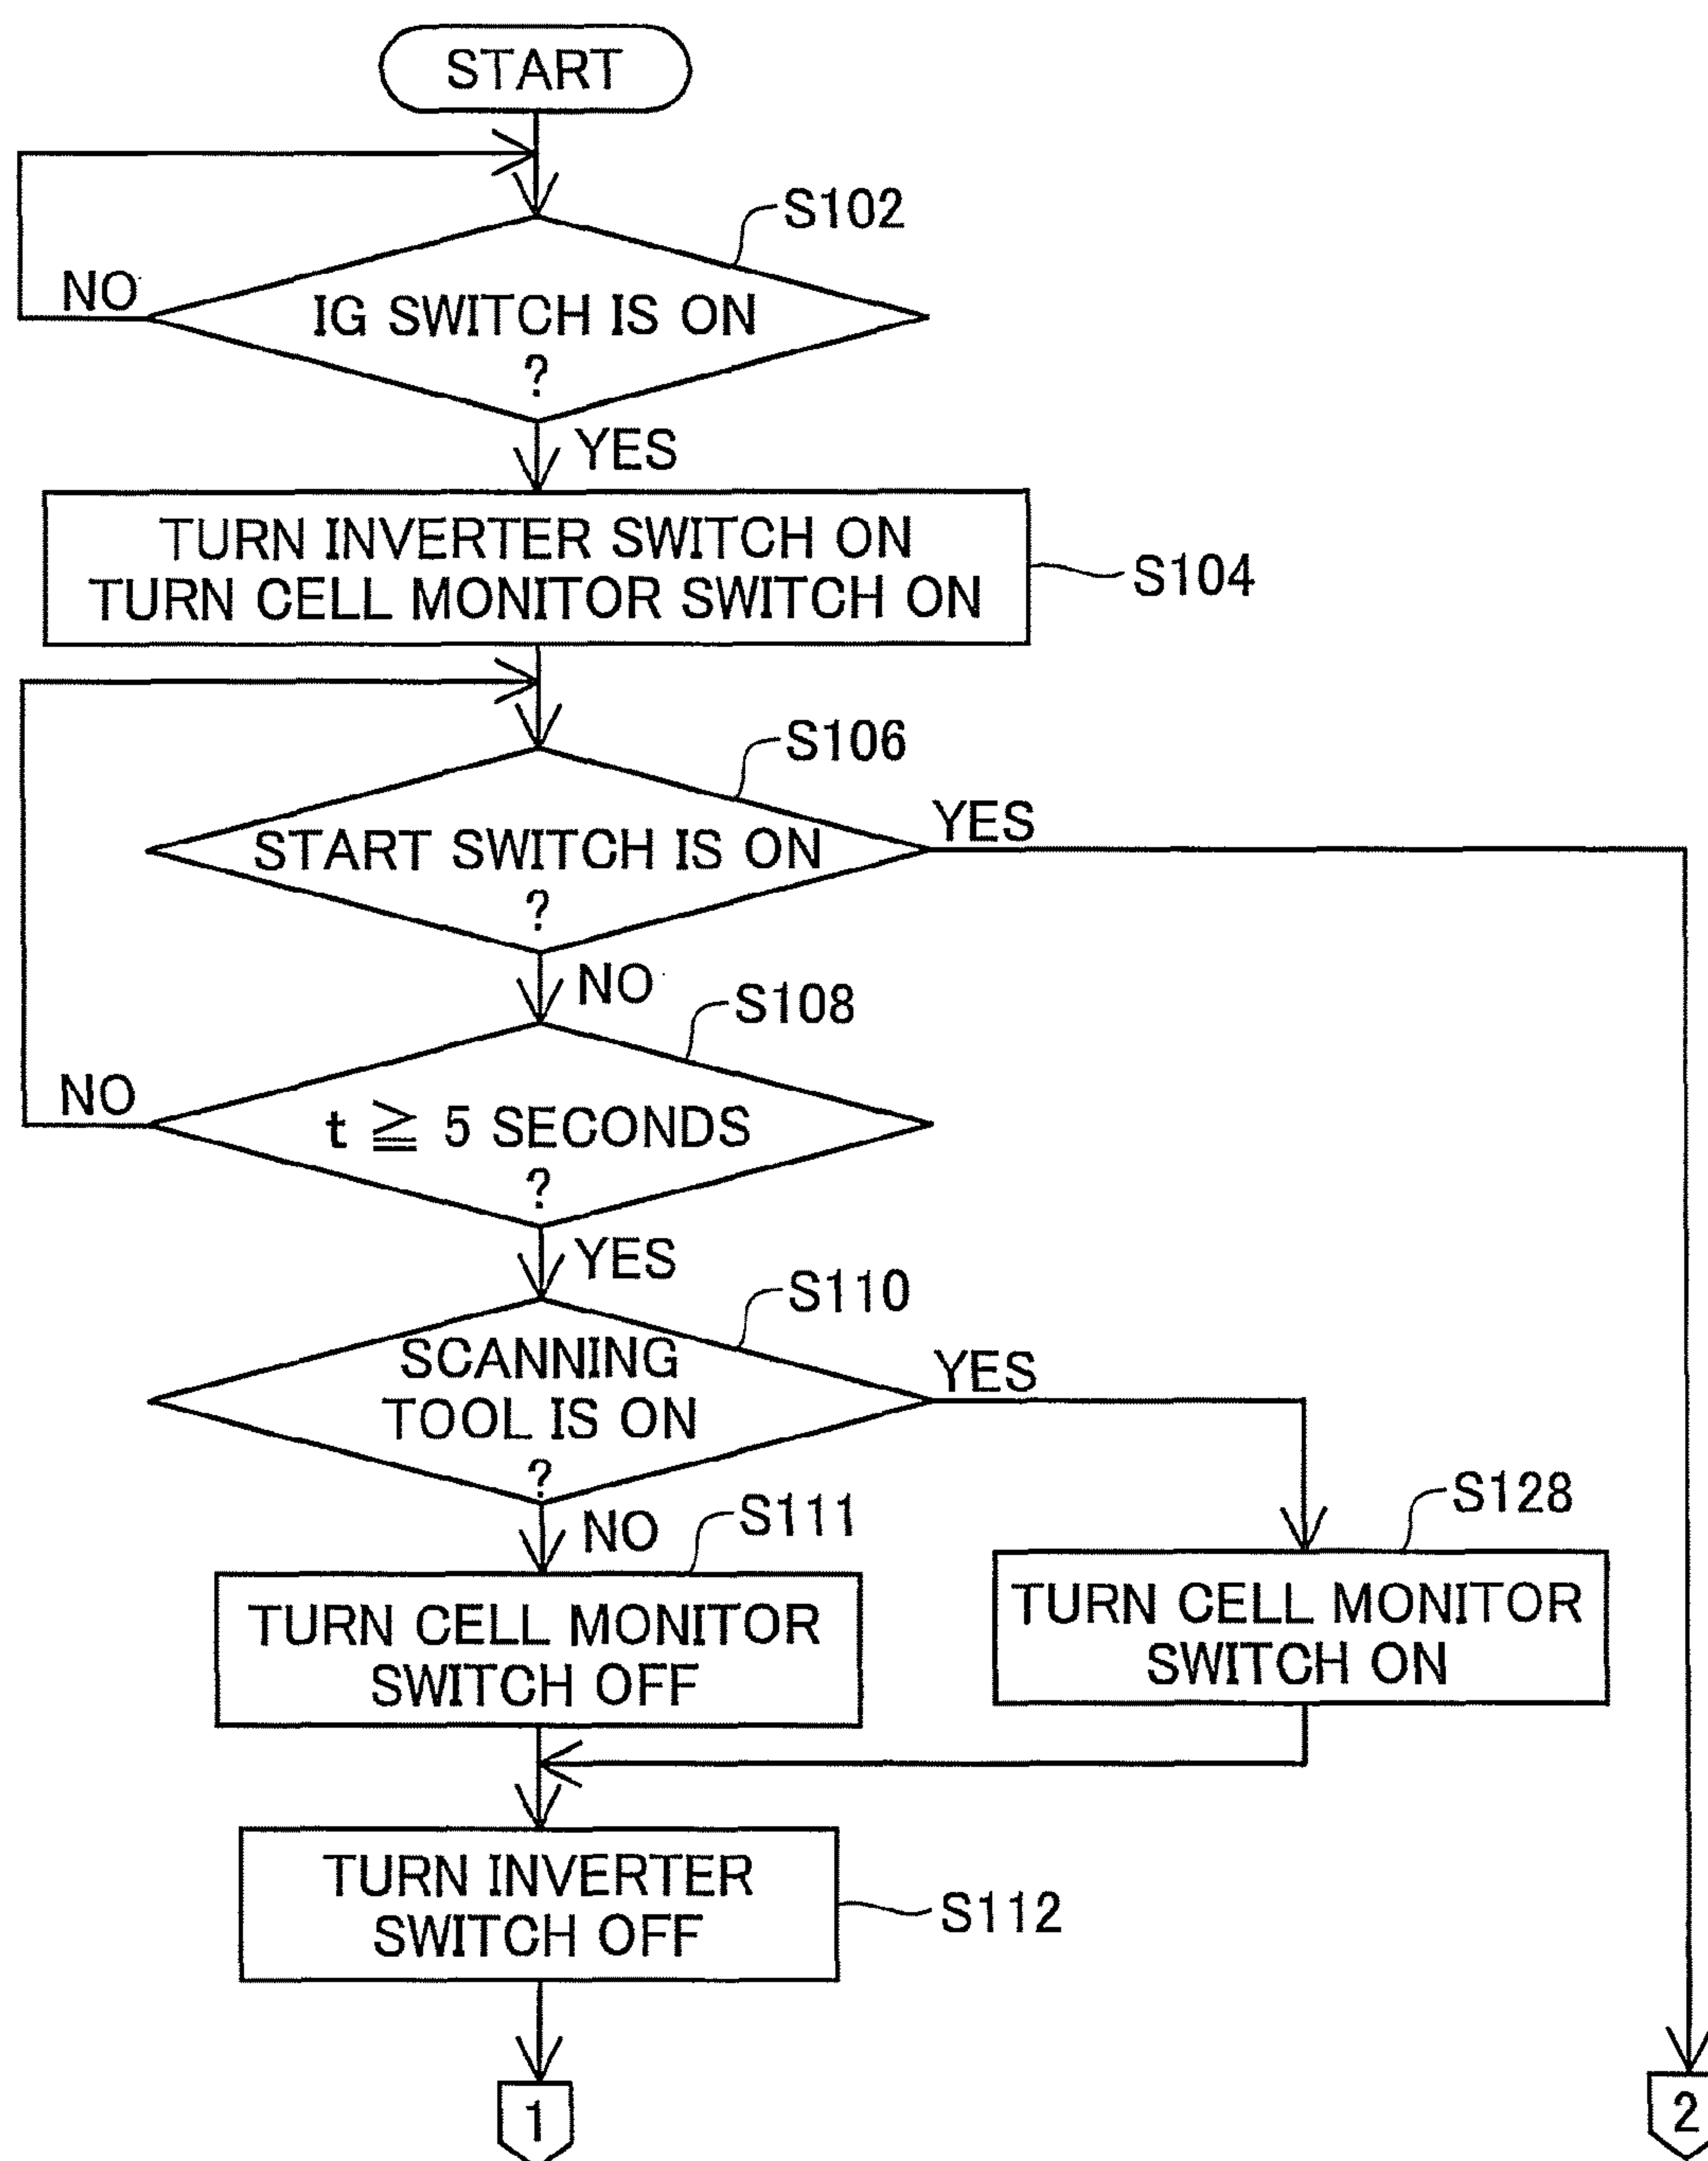 START
S102
NO
IG SWITCH IS ON
?
YES
TURN INVERTER SWITCH ON
TURN CELL MONITOR SWITCH ON
S104
S106
YES
START SWITCH IS ON
?
NO
S108
NO
t ≧ 5 SECONDS
?
YES
S110
YES
SCANNING
TOOL IS ON
?
NO
S111
S128
TURN CELL MONITOR
SWITCH OFF
TURN CELL MONITOR
SWITCH ON
TURN INVERTER
SWITCH OFF
S112
1
2